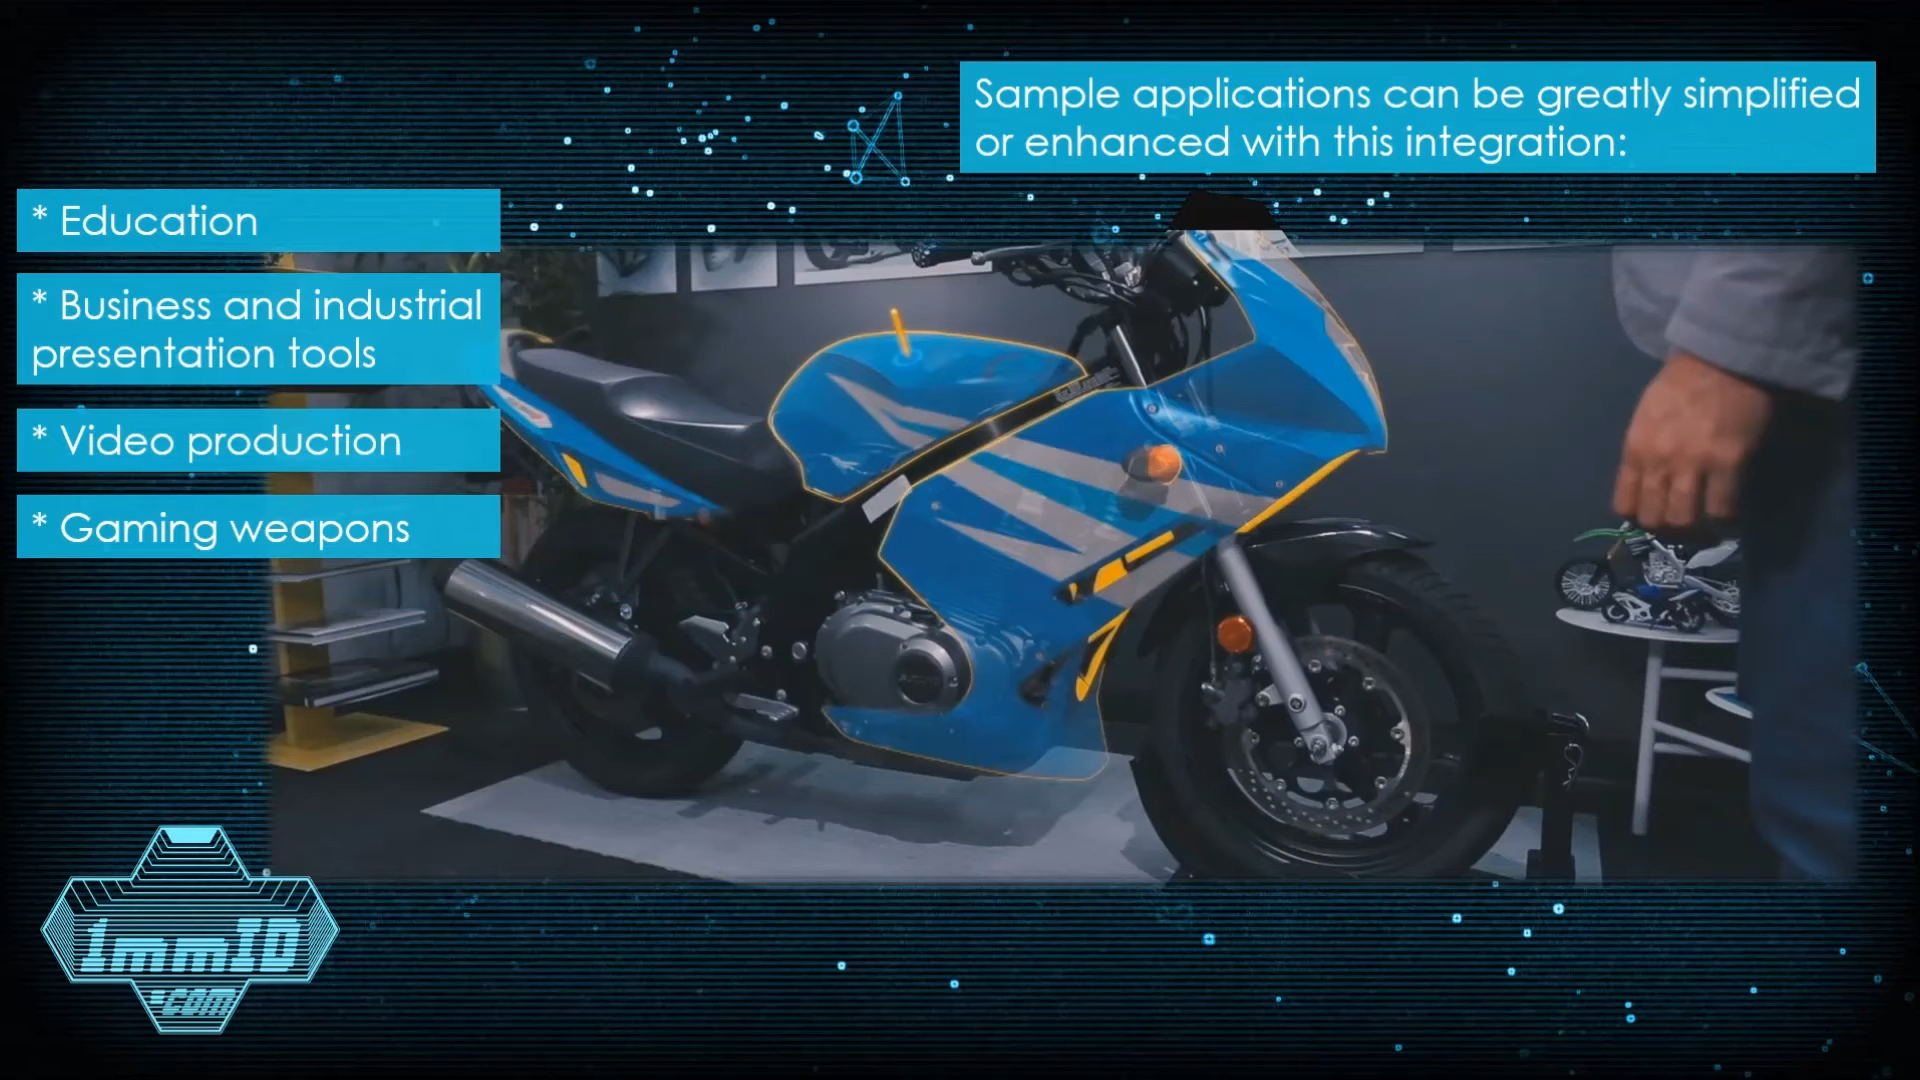 Sample applications can be greatly simplified
or enhanced with this integration:
* Education
* Business and industrial
presentation tools
* Video production
* Gaming weapons
1mmID
.com